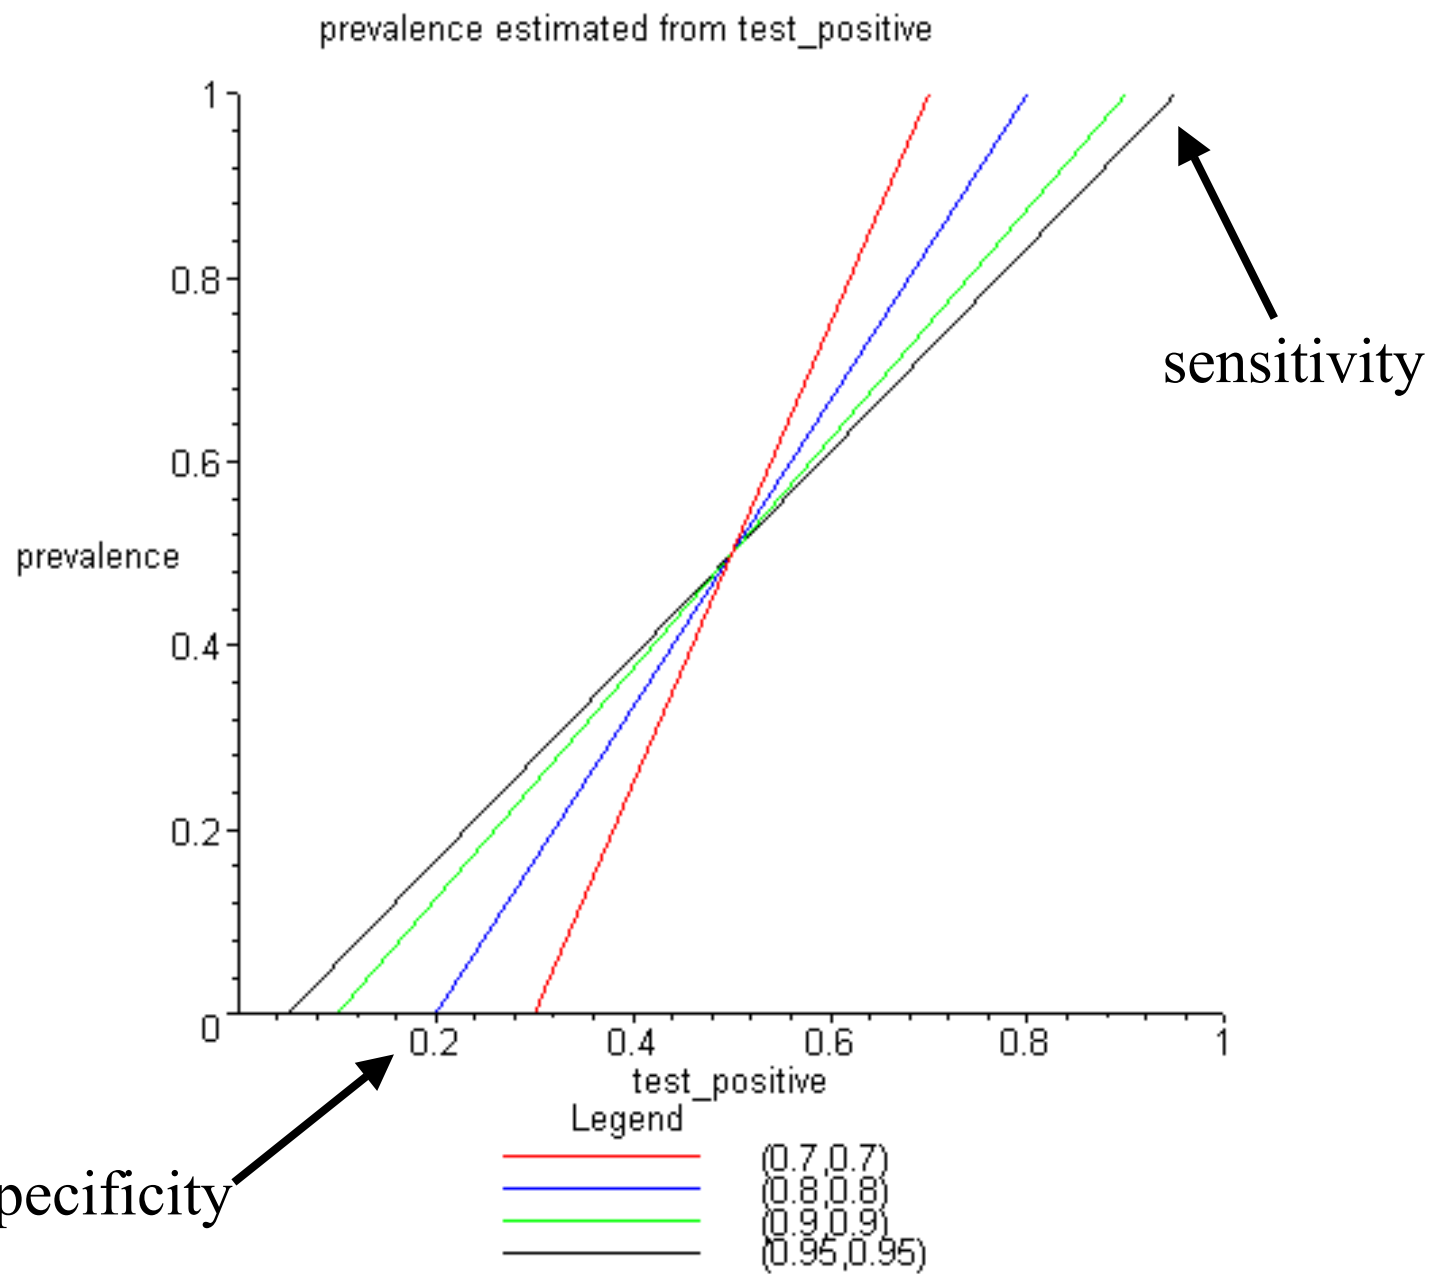 prevalence estimated from test_positive
1
0.8
sensitivity
0.6
prevalence
0.4
0.2
0
0.2 0.4 0.6 0.8 1
test_positive
Legend
(0.7,0.7)
pecificity
(0.8,0.8)
(0.9,0.9)
(0.95,0.95)